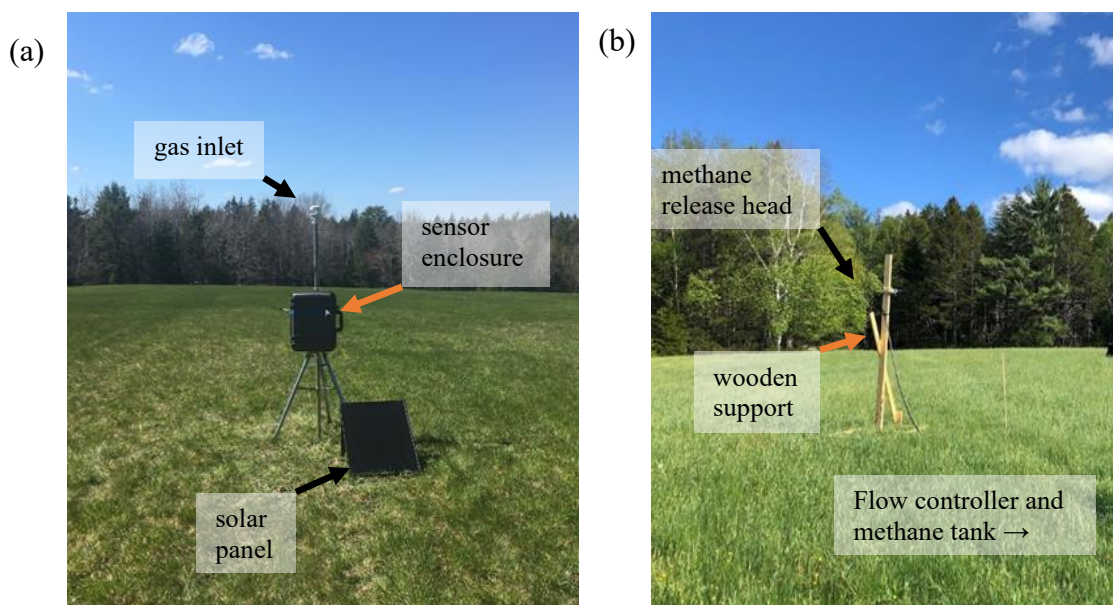 (a)
gas inlet
sensor
enclosure
solar
panel
(b)
methane
release head
wooden
support
Flow controller and
methane tank →